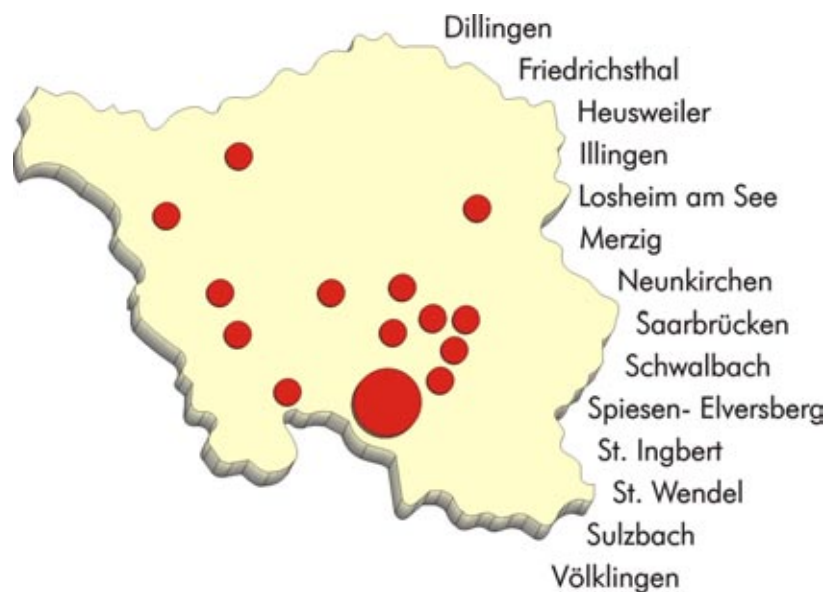 Dillingen
Friedrichsthal
Heusweiler
Illingen
Losheim am See
Merzig
Neunkirchen
Saarbrücken
Schwalbach
Spiesen- Elversberg
St. Ingbert
St. Wendel
Sulzbach
Völklingen